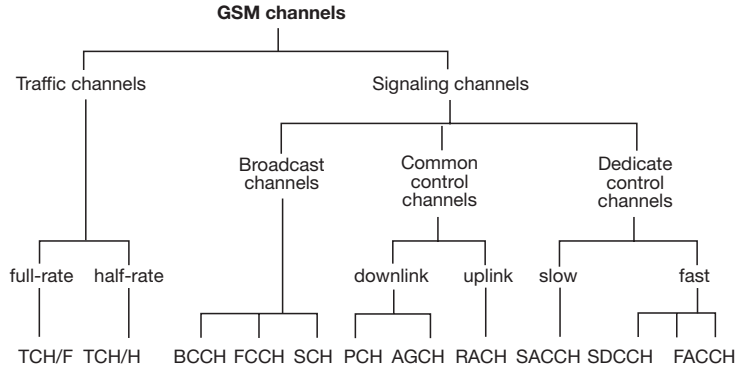 GSM channels
Traffic channels Signaling channels
Broadcast
channels
Common
control
channels
Dedicate
control
channels
full-rate half-rate downlink uplink slow fast
TCH/F TCH/H BCCH FCCH SCH PCH AGCH RACH SACCH SDCCH FACCH